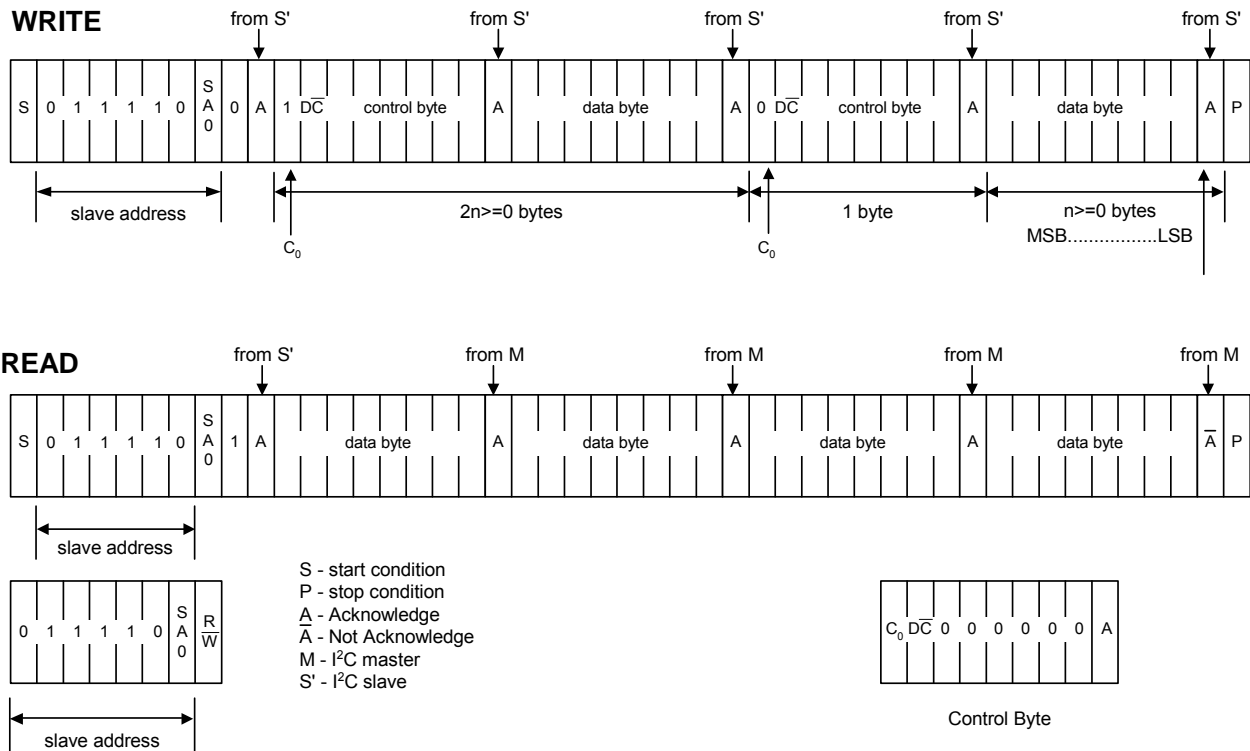 WRITE
from S' from S' from S' from S' from S'
S 0 1 1 1 1 0 SA0 0 A 1 DC̅ control byte A data byte A 0 DC̅ control byte A data byte A P
slave address 2n>=0 bytes 1 byte n>=0 bytes
MSB..................LSB
C₀ C₀
READ
from S' from M from M from M from M
S 0 1 1 1 1 0 SA0 1 A data byte A data byte A data byte A data byte A̅ P
slave address
0 1 1 1 1 0 SA0 R/W̅
slave address
S - start condition
P - stop condition
A - Acknowledge
A̅ - Not Acknowledge
M - I²C master
S' - I²C slave
C₀ DC̅ 0 0 0 0 0 0 A
Control Byte